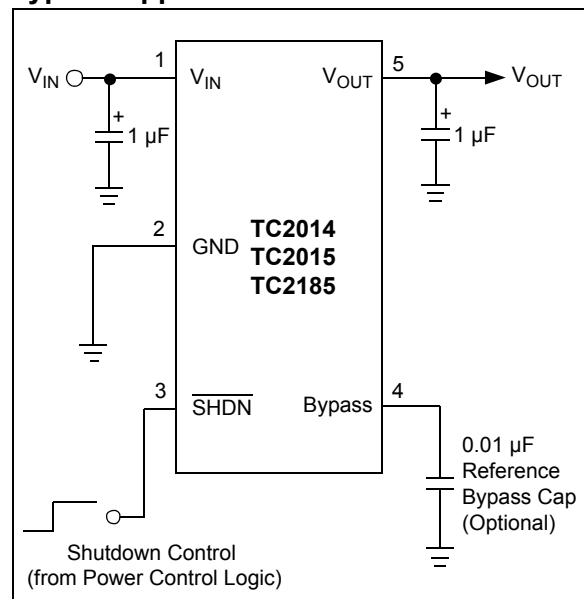 1
5
V_IN
V_IN
V_OUT
V_OUT
+
1 µF
+
1 µF
2
GND
TC2014
TC2015
TC2185
3
SHDN
Bypass
4
0.01 µF
Reference
Bypass Cap
(Optional)
Shutdown Control
(from Power Control Logic)